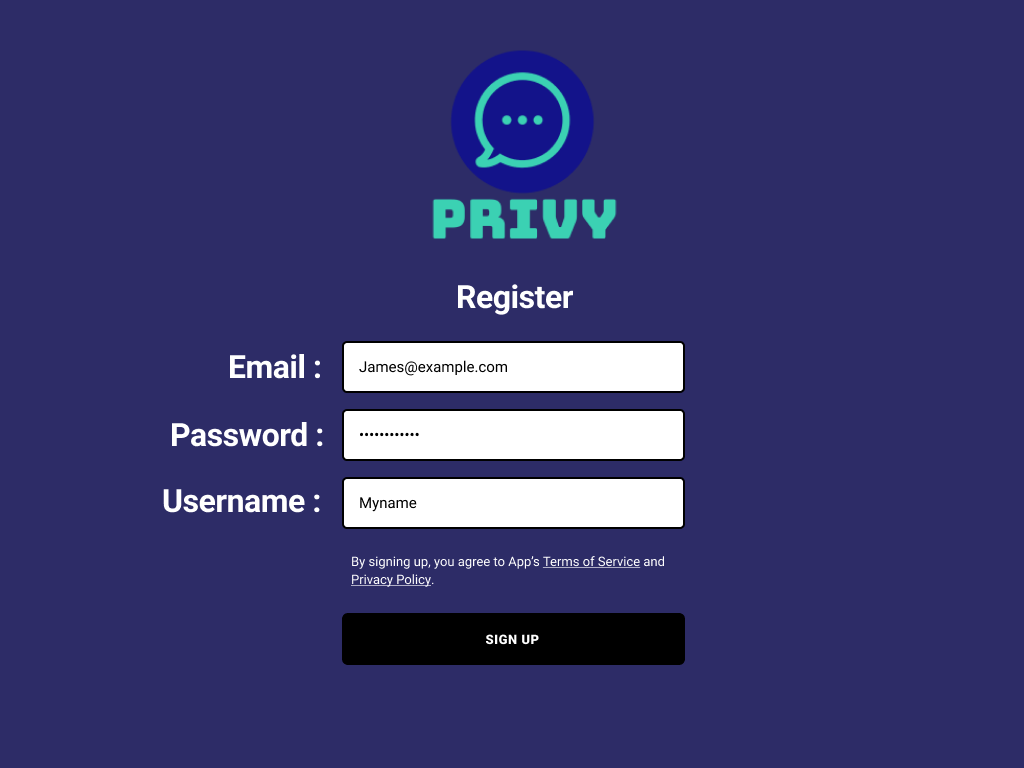 PRIVY
Register
Email :
James@example.com
Password :
••••••••••••
Username :
Myname
By signing up, you agree to App’s Terms of Service and
Privacy Policy.
SIGN UP